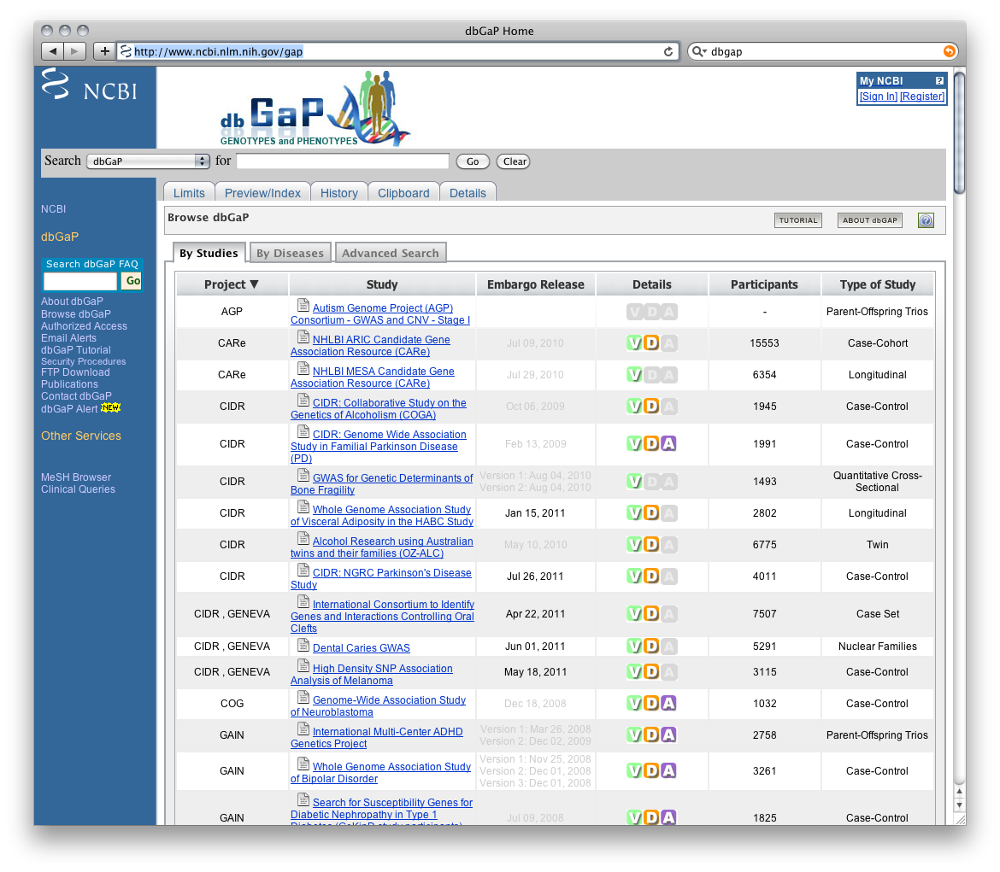 dbGaP Home
http://www.ncbi.nlm.nih.gov/gap
dbgap
NCBI
db GaP
GENOTYPES and PHENOTYPES
My NCBI ?
[Sign In] [Register]
Search dbGaP for Go Clear
Limits Preview/Index History Clipboard Details
NCBI
dbGaP
Search dbGaP FAQ
Go
About dbGaP
Browse dbGaP
Authorized Access
Email Alerts
dbGaP Tutorial
Security Procedures
FTP Download
Publications
Contact dbGaP
dbGaP Alert NEW!
Other Services
MeSH Browser
Clinical Queries
Browse dbGaP TUTORIAL ABOUT dbGAP ?
By Studies By Diseases Advanced Search
Project ▼ Study Embargo Release Details Participants Type of Study
AGP Autism Genome Project (AGP) V D A - Parent-Offspring Trios
Consortium - GWAS and CNV - Stage I
CARe NHLBI ARIC Candidate Gene Jul 09, 2010 V D A 15553 Case-Cohort
Association Resource (CARe)
CARe NHLBI MESA Candidate Gene Jul 29, 2010 V D A 6354 Longitudinal
Association Resource (CARe)
CIDR CIDR: Collaborative Study on the Oct 06, 2009 V D A 1945 Case-Control
Genetics of Alcoholism (COGA)
CIDR: Genome Wide Association
CIDR Study in Familial Parkinson Disease Feb 13, 2009 V D A 1991 Case-Control
(PD)
CIDR GWAS for Genetic Determinants of Version 1: Aug 04, 2010 V D A 1493 Quantitative Cross-
Bone Fragility Version 2: Aug 04, 2010 Sectional
CIDR Whole Genome Association Study Jan 15, 2011 V D A 2802 Longitudinal
of Visceral Adiposity in the HABC Study
CIDR Alcohol Research using Australian May 10, 2010 V D A 6775 Twin
twins and their families (OZ-ALC)
CIDR CIDR: NGRC Parkinson's Disease Jul 26, 2011 V D A 4011 Case-Control
Study
International Consortium to Identify
CIDR , GENEVA Genes and Interactions Controlling Oral Apr 22, 2011 V D A 7507 Case Set
Clefts
CIDR , GENEVA Dental Caries GWAS Jun 01, 2011 V D A 5291 Nuclear Families
CIDR , GENEVA High Density SNP Association May 18, 2011 V D A 3115 Case-Control
Analysis of Melanoma
COG Genome-Wide Association Study Dec 18, 2008 V D A 1032 Case-Control
of Neuroblastoma
GAIN International Multi-Center ADHD Version 1: Mar 26, 2008 V D A 2758 Parent-Offspring Trios
Genetics Project Version 2: Dec 02, 2009
Version 1: Nov 25, 2008
GAIN Whole Genome Association Study Version 2: Dec 01, 2008 V D A 3261 Case-Control
of Bipolar Disorder Version 3: Dec 01, 2008
Search for Susceptibility Genes for
GAIN Diabetic Nephropathy in Type 1 Jul 09, 2008 V D A 1825 Case-Control
Diabetes (GoKinD study participants)